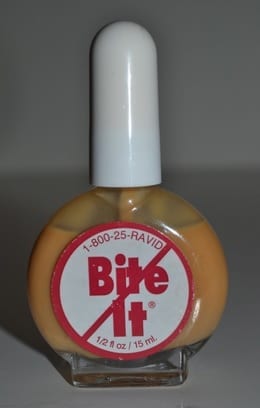 1-800-25-RAVID
Bite
It®
1/2 fl oz / 15 ml.